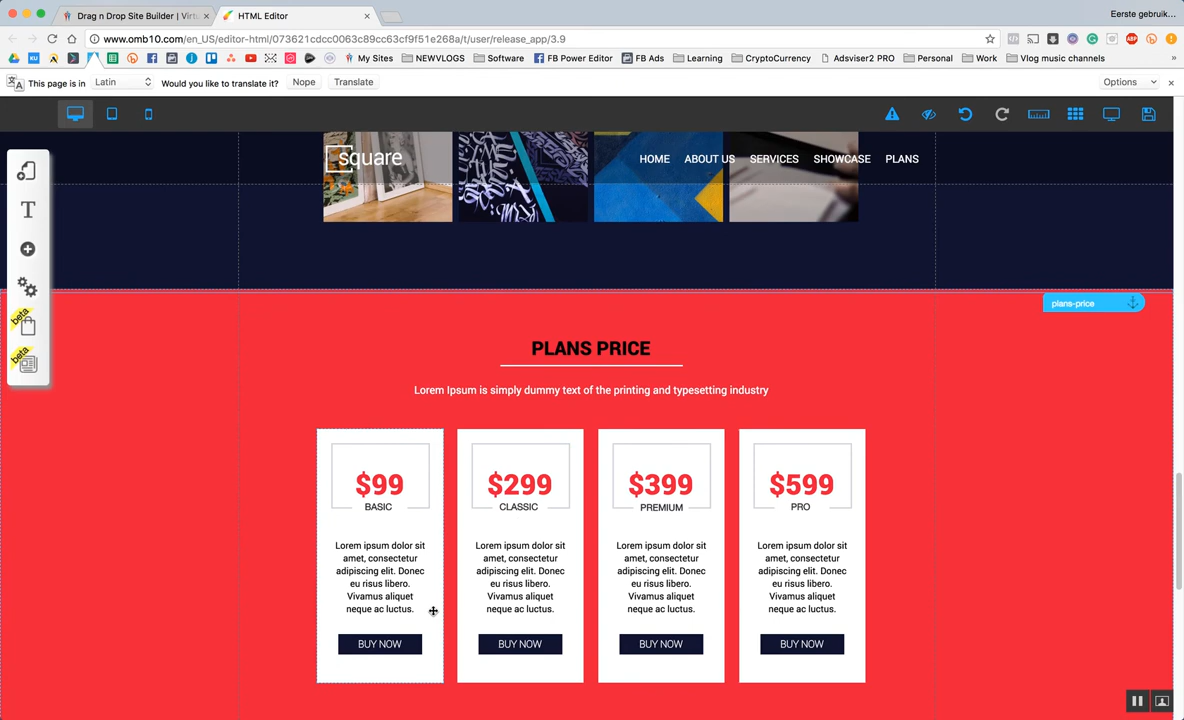 Drag n Drop Site Builder | Virtu
HTML Editor
Eerste gebruik...
www.omb10.com/en_US/editor-html/073621cdcc0063c89cc63cf9f51e268a/t/user/release_app/3.9
My Sites
NEWVLOGS
Software
FB Power Editor
FB Ads
Learning
CryptoCurrency
Adsviser2 PRO
Personal
Work
Vlog music channels
»
This page is in
Latin
Would you like to translate it?
Nope
Translate
Options
square
HOME
ABOUT US
SERVICES
SHOWCASE
PLANS
T
beta
beta
plans-price
PLANS PRICE
Lorem Ipsum is simply dummy text of the printing and typesetting industry
$99
$299
$399
$599
BASIC
CLASSIC
PREMIUM
PRO
Lorem ipsum dolor sit
amet, consectetur
adipiscing elit. Donec
eu risus libero.
Vivamus aliquet
neque ac luctus.
BUY NOW
Lorem ipsum dolor sit
amet, consectetur
adipiscing elit. Donec
eu risus libero.
Vivamus aliquet
neque ac luctus.
BUY NOW
Lorem ipsum dolor sit
amet, consectetur
adipiscing elit. Donec
eu risus libero.
Vivamus aliquet
neque ac luctus.
BUY NOW
Lorem ipsum dolor sit
amet, consectetur
adipiscing elit. Donec
eu risus libero.
Vivamus aliquet
neque ac luctus.
BUY NOW